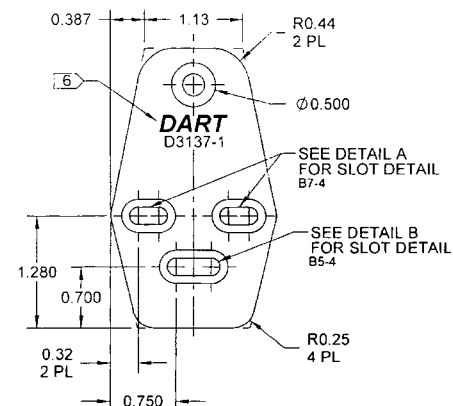 0.387
1.13
R0.44
2 PL
6
Ø0.500
DART
D3137-1
SEE DETAIL A
FOR SLOT DETAIL
B7-4
SEE DETAIL B
FOR SLOT DETAIL
B5-4
1.280
0.700
R0.25
4 PL
0.32
2 PL
0.750